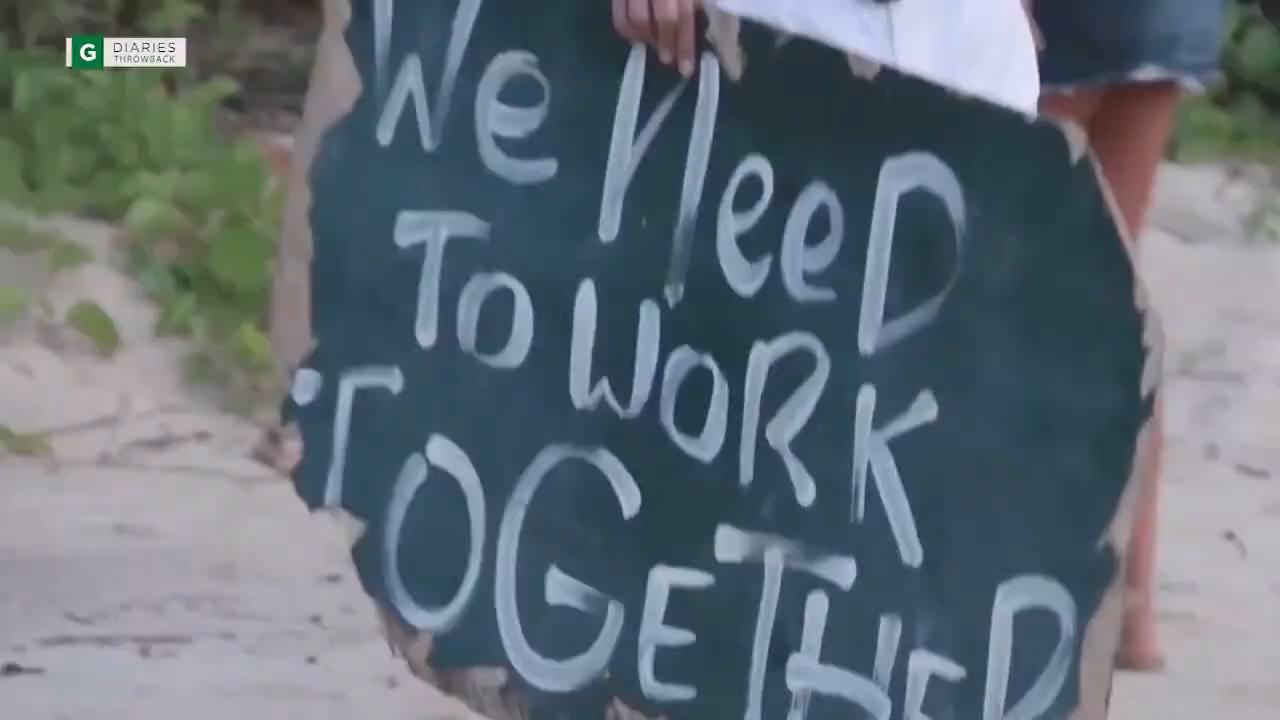 G DIARIES
THROWBACK
We NeeD
To WORK
TOGETHER